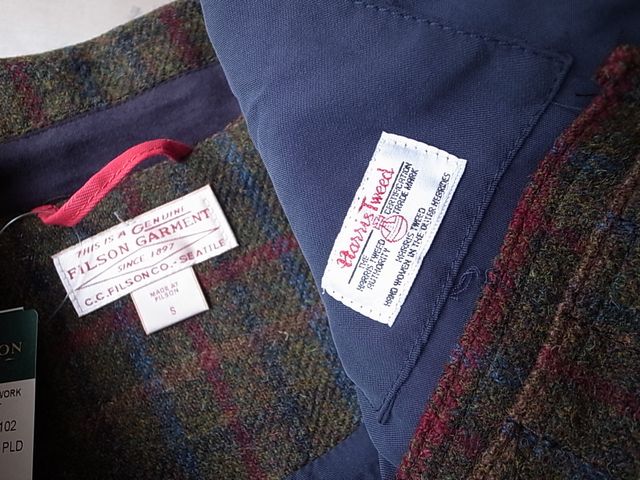 THIS IS A GENUINE
FILSON GARMENT
SINCE 1897
C.C. FILSON CO.-SEATTLE
MADE AT
FILSON
S
Harris Tweed
THE
HARRIS TWEED
AUTHORITY
CERTIFICATION
TRADE MARK
HARRIS TWEED
HAND WOVEN IN THE OUTER HEBRIDES
SON
WORK
102
PLD